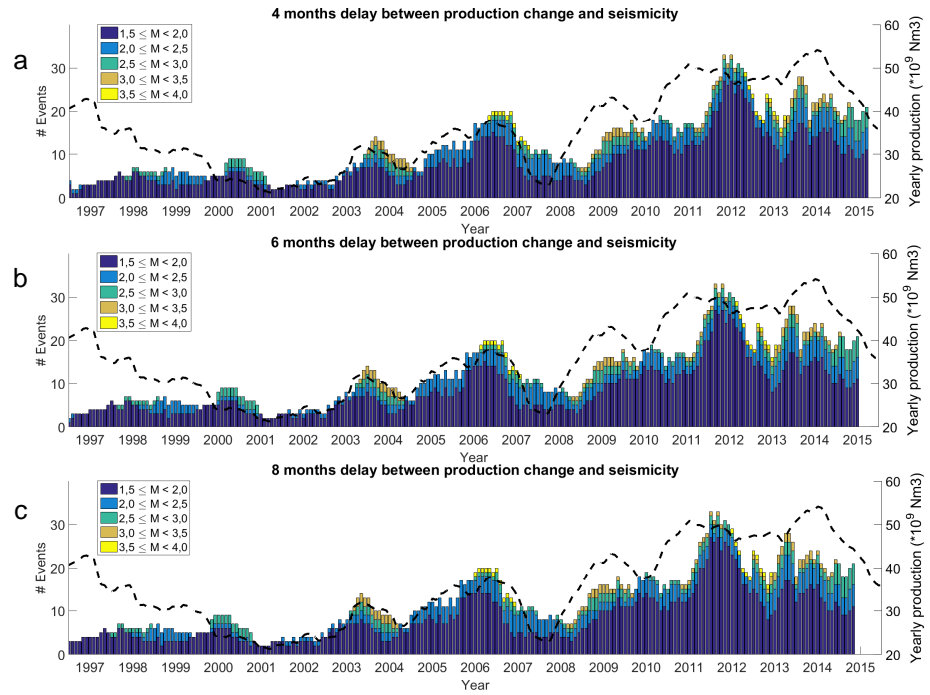 4 months delay between production change and seismicity
a
1,5 ≤ M < 2,0
2,0 ≤ M < 2,5
2,5 ≤ M < 3,0
3,0 ≤ M < 3,5
3,5 ≤ M < 4,0
# Events
30
20
10
0
60
50
40
30
20
Yearly production (*10⁹ Nm3)
1997 1998 1999 2000 2001 2002 2003 2004 2005 2006 2007 2008 2009 2010 2011 2012 2013 2014 2015
Year
6 months delay between production change and seismicity
b
1,5 ≤ M < 2,0
2,0 ≤ M < 2,5
2,5 ≤ M < 3,0
3,0 ≤ M < 3,5
3,5 ≤ M < 4,0
# Events
30
20
10
0
60
50
40
30
20
Yearly production (*10⁹ Nm3)
1997 1998 1999 2000 2001 2002 2003 2004 2005 2006 2007 2008 2009 2010 2011 2012 2013 2014 2015
Year
8 months delay between production change and seismicity
c
1,5 ≤ M < 2,0
2,0 ≤ M < 2,5
2,5 ≤ M < 3,0
3,0 ≤ M < 3,5
3,5 ≤ M < 4,0
# Events
30
20
10
0
60
50
40
30
20
Yearly production (*10⁹ Nm3)
1997 1998 1999 2000 2001 2002 2003 2004 2005 2006 2007 2008 2009 2010 2011 2012 2013 2014 2015
Year